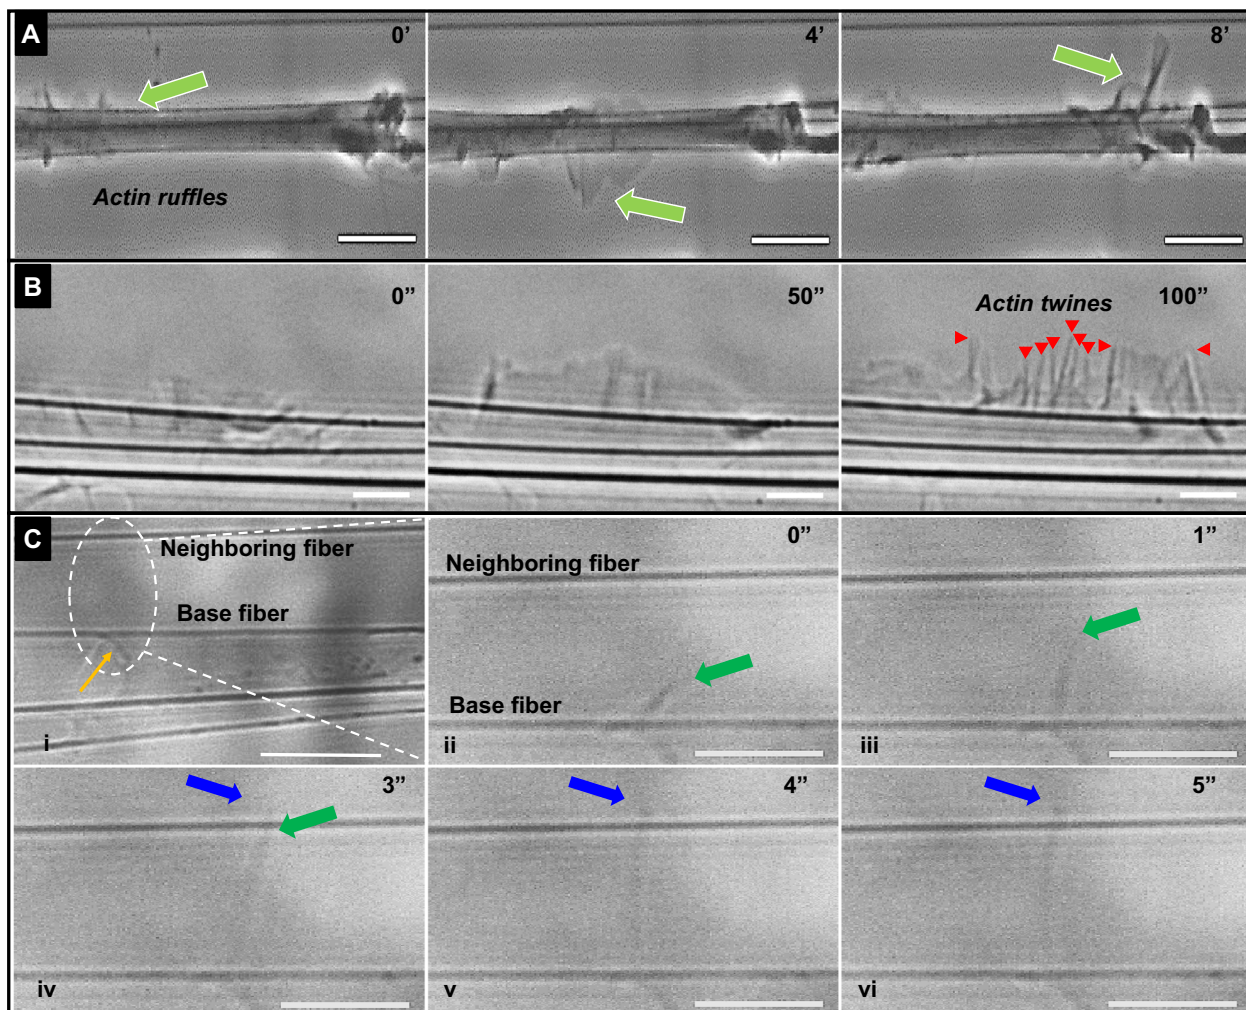 A
0’
4’
8’
Actin ruffles
B
0”
50”
Actin twines
100”
C
Neighboring fiber
Base fiber
i
0”
Neighboring fiber
Base fiber
ii
1”
iii
3”
iv
4”
v
5”
vi